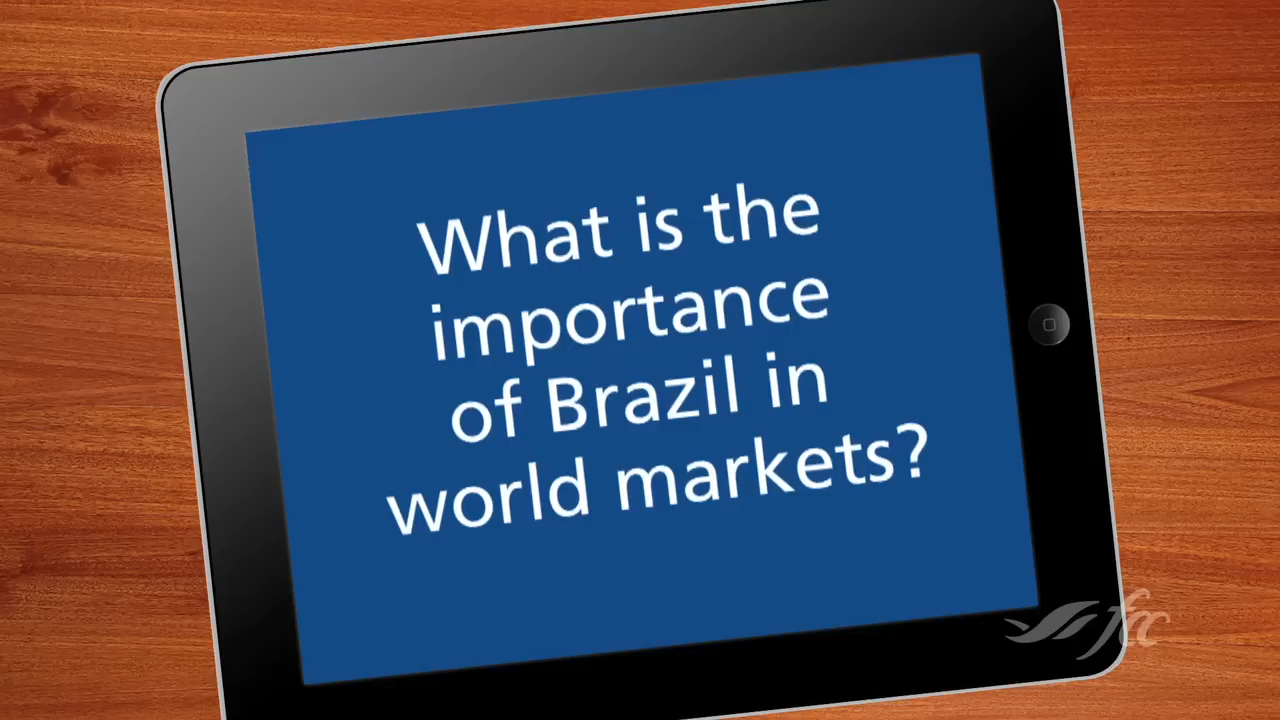 What is the
importance
of Brazil in
world markets?
fcc